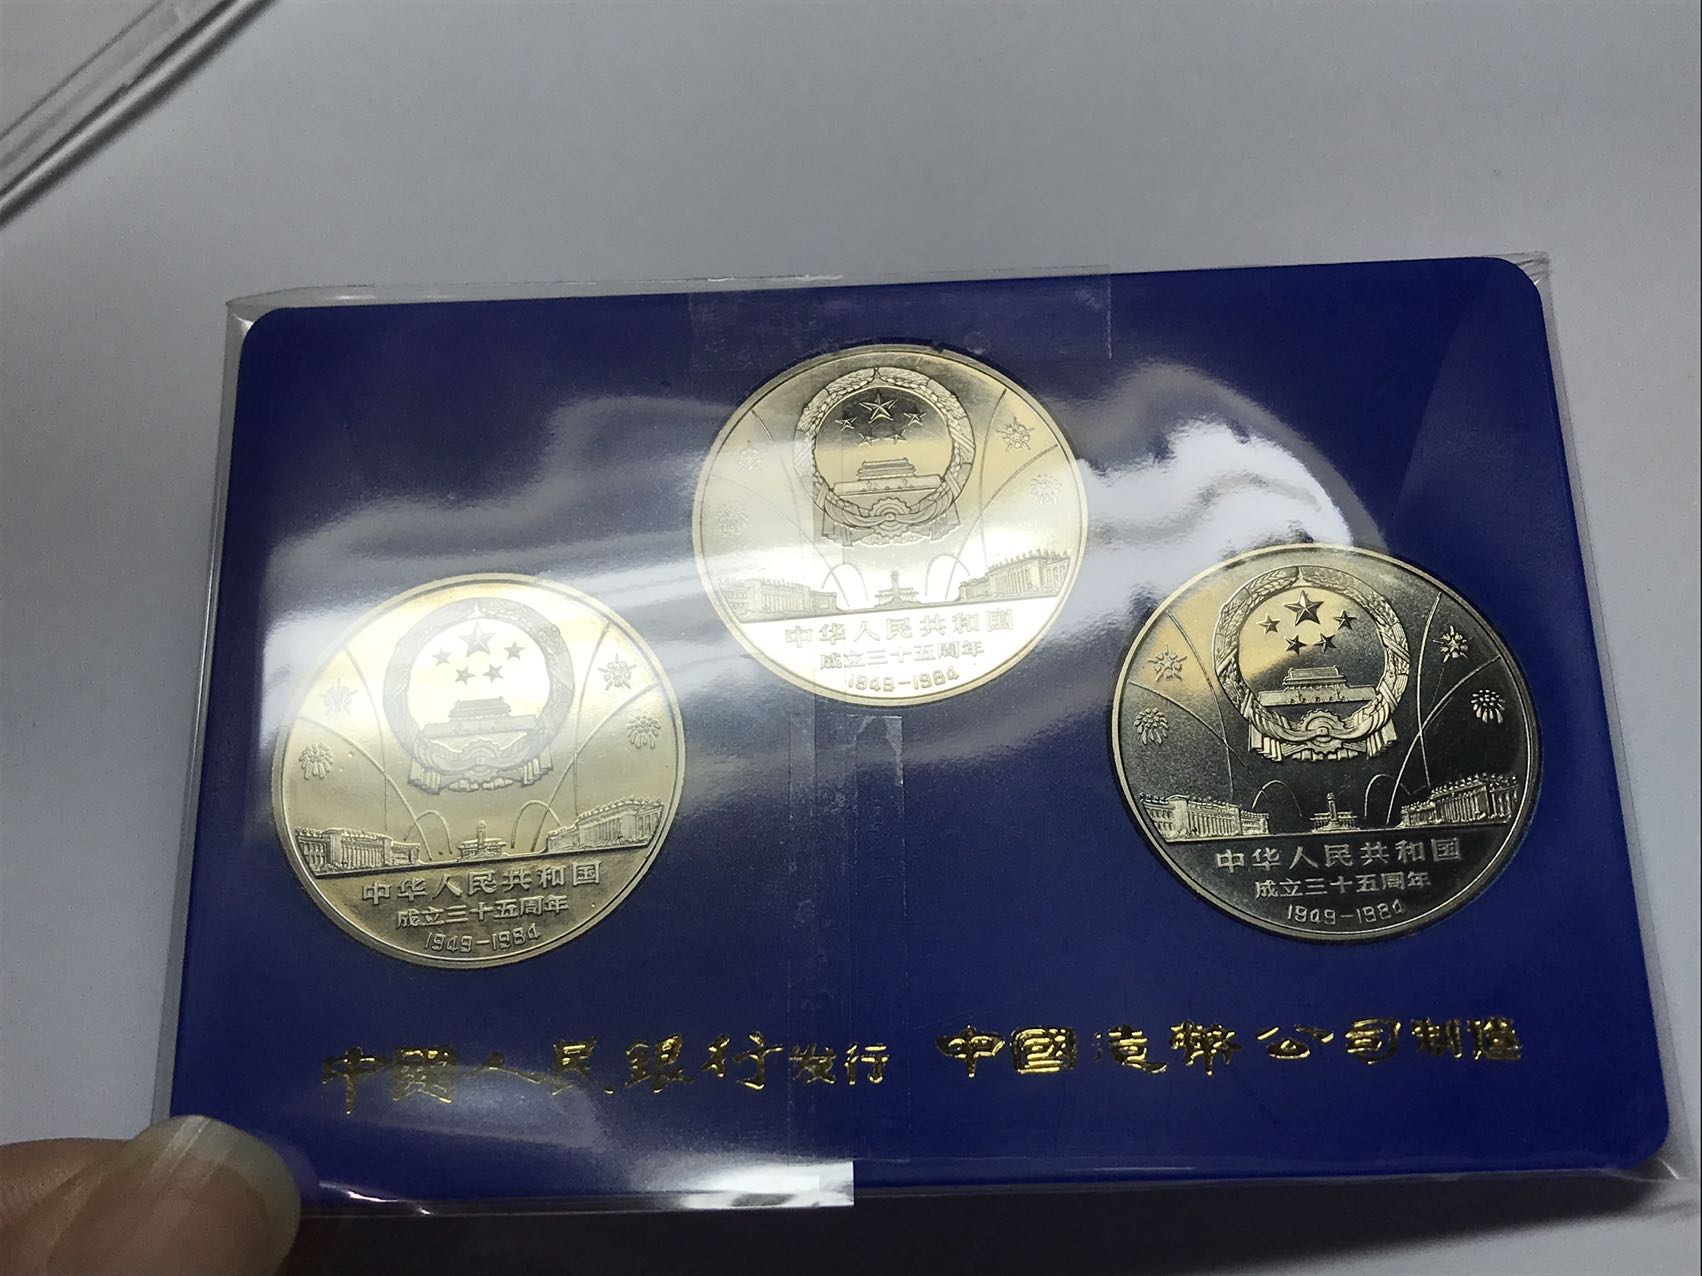 中华人民共和国
成立三十五周年
1949-1984
中华人民共和国
成立三十五周年
1949-1984
中华人民共和国
成立三十五周年
1949-1984
中國人民銀行发行 中國造幣公司制造